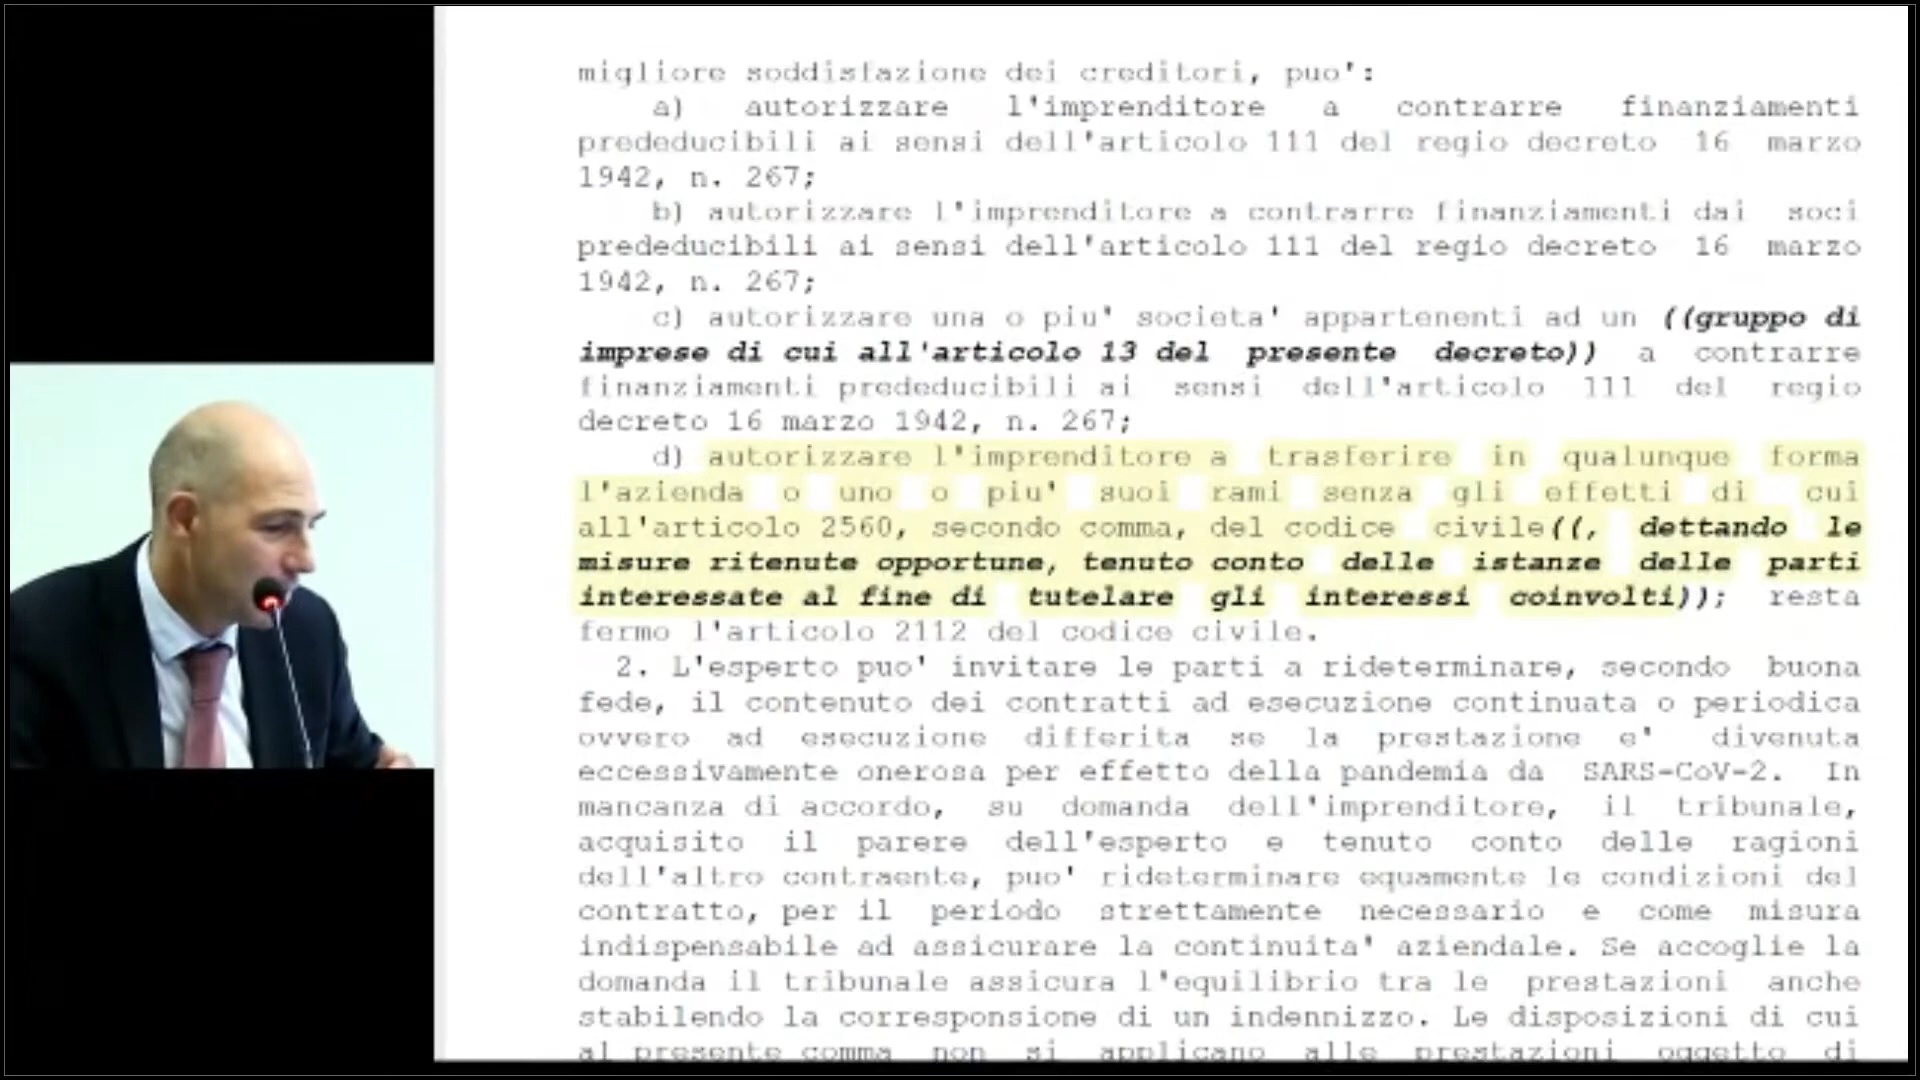 migliore soddisfazione dei creditori, puo':
a) autorizzare l'imprenditore a contrarre finanziamenti
prededucibili ai sensi dell'articolo 111 del regio decreto 16 marzo
1942, n. 267;
b) autorizzare l'imprenditore a contrarre finanziamenti dai soci
prededucibili ai sensi dell'articolo 111 del regio decreto 16 marzo
1942, n. 267;
c) autorizzare una o piu' societa' appartenenti ad un ((gruppo di
imprese di cui all'articolo 13 del presente decreto)) a contrarre
finanziamenti prededucibili ai sensi dell'articolo 111 del regio
decreto 16 marzo 1942, n. 267;
d) autorizzare l'imprenditore a trasferire in qualunque forma
l'azienda o uno o piu' suoi rami senza gli effetti di cui
all'articolo 2560, secondo comma, del codice civile((, dettando le
misure ritenute opportune, tenuto conto delle istanze delle parti
interessate al fine di tutelare gli interessi coinvolti)); resta
fermo l'articolo 2112 del codice civile.
2. L'esperto puo' invitare le parti a rideterminare, secondo buona
fede, il contenuto dei contratti ad esecuzione continuata o periodica
ovvero ad esecuzione differita se la prestazione e' divenuta
eccessivamente onerosa per effetto della pandemia da SARS-CoV-2. In
mancanza di accordo, su domanda dell'imprenditore, il tribunale,
acquisito il parere dell'esperto e tenuto conto delle ragioni
dell'altro contraente, puo' rideterminare equamente le condizioni del
contratto, per il periodo strettamente necessario e come misura
indispensabile ad assicurare la continuita' aziendale. Se accoglie la
domanda il tribunale assicura l'equilibrio tra le prestazioni anche
stabilendo la corresponsione di un indennizzo. Le disposizioni di cui
al presente comma non si applicano alle prestazioni oggetto di